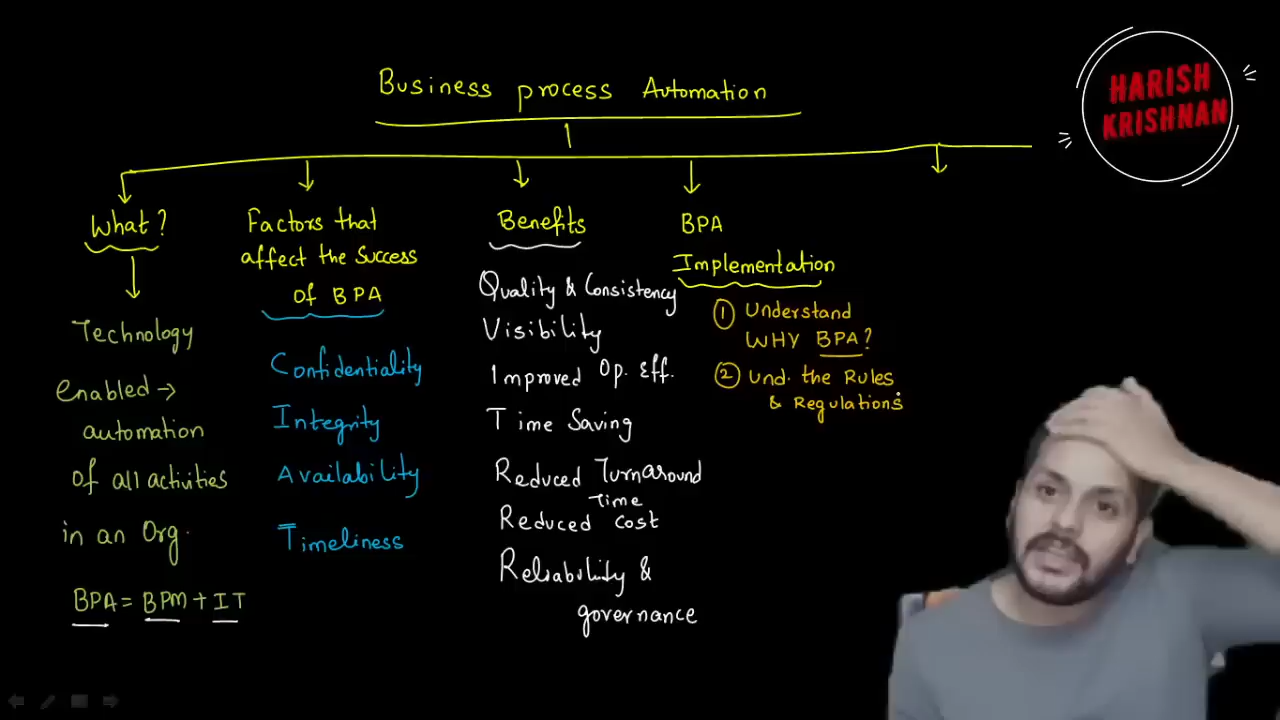 Business process Automation
HARISH
KRISHNAN
What?
Technology
enabled →
automation
of all activities
in an Org.
BPA = BPM + IT
Factors that
affect the Success
of BPA
Confidentiality
Integrity
Availability
Timeliness
Benefits
Quality & Consistency
Visibility
Improved Op. Eff.
Time Saving
Reduced Turnaround
Time
Reduced Cost
Reliability &
governance
BPA
Implementation
① Understand
WHY BPA?
② Und. the Rules
& Regulations